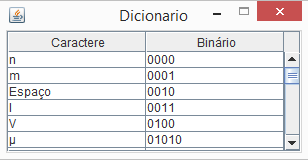 Dicionario
Caractere Binário
n 0000
m 0001
Espaço 0010
l 0011
V 0100
μ 01010